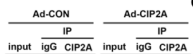 Ad-CON Ad-CIP2A
IP IP
input igG CIP2A input igG CIP2A